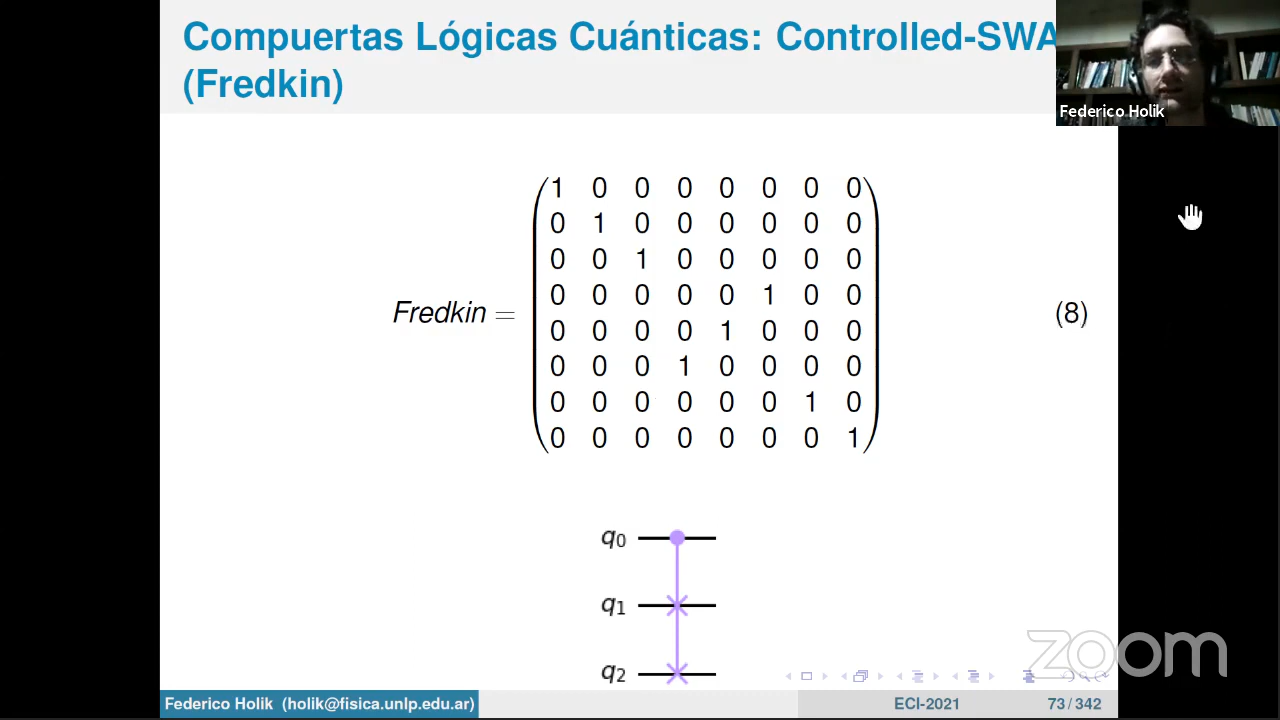 Compuertas Lógicas Cuánticas: Controlled-SWA
(Fredkin)
Federico Holik
Fredkin =
1 0 0 0 0 0 0 0
0 1 0 0 0 0 0 0
0 0 1 0 0 0 0 0
0 0 0 0 0 1 0 0
0 0 0 0 1 0 0 0
0 0 0 1 0 0 0 0
0 0 0 0 0 0 1 0
0 0 0 0 0 0 0 1
(8)
q0
q1
q2
zoom
Federico Holik (holik@fisica.unlp.edu.ar)
ECI-2021
73/342